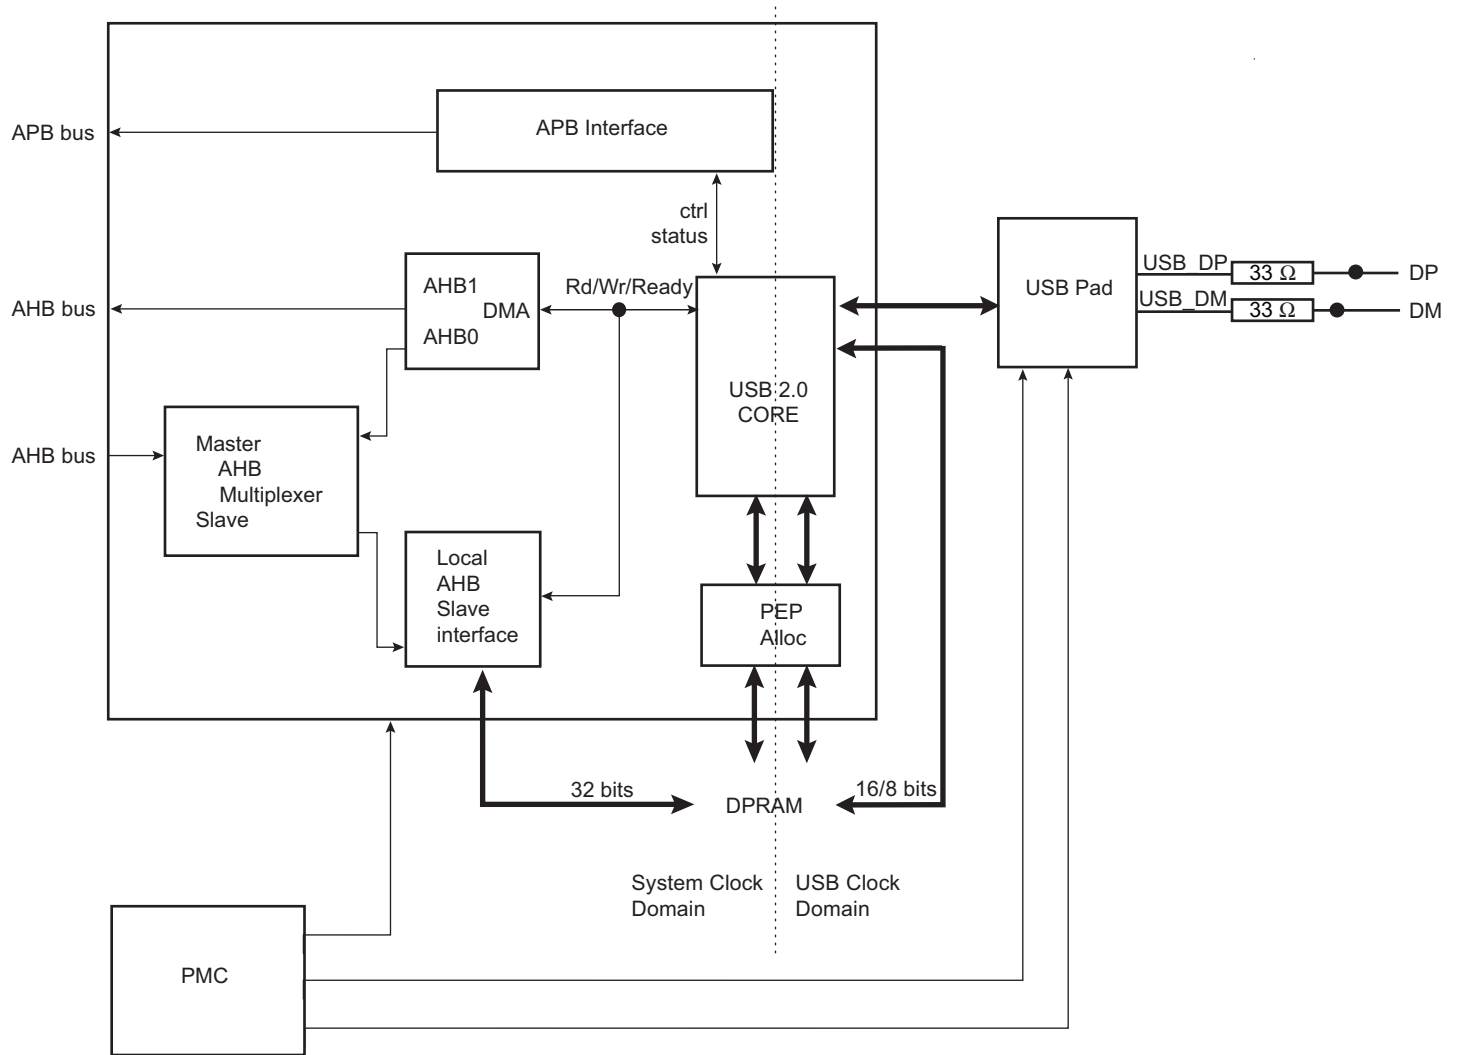 APB bus
APB Interface
ctrl
status
AHB bus
AHB1
DMA
AHB0
Rd/Wr/Ready
USB 2.0
CORE
USB Pad
USB_DP
33 Ω
DP
USB_DM
33 Ω
DM
AHB bus
Master
AHB
Multiplexer
Slave
Local
AHB
Slave
interface
PEP
Alloc
32 bits
DPRAM
16/8 bits
System Clock
Domain
USB Clock
Domain
PMC